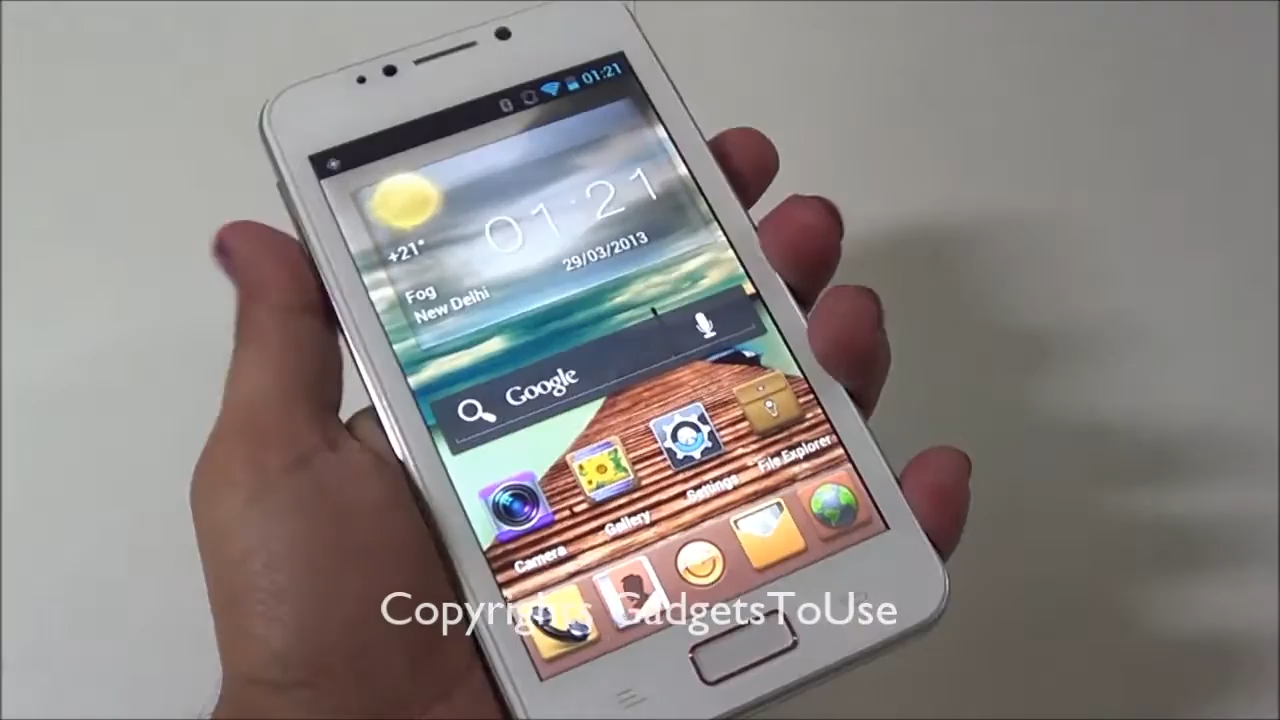 01:21
01:21
+21°
29/03/2013
Fog
New Delhi
Google
Camera
Gallery
Settings
File Explorer
Copyrights GadgetsToUse